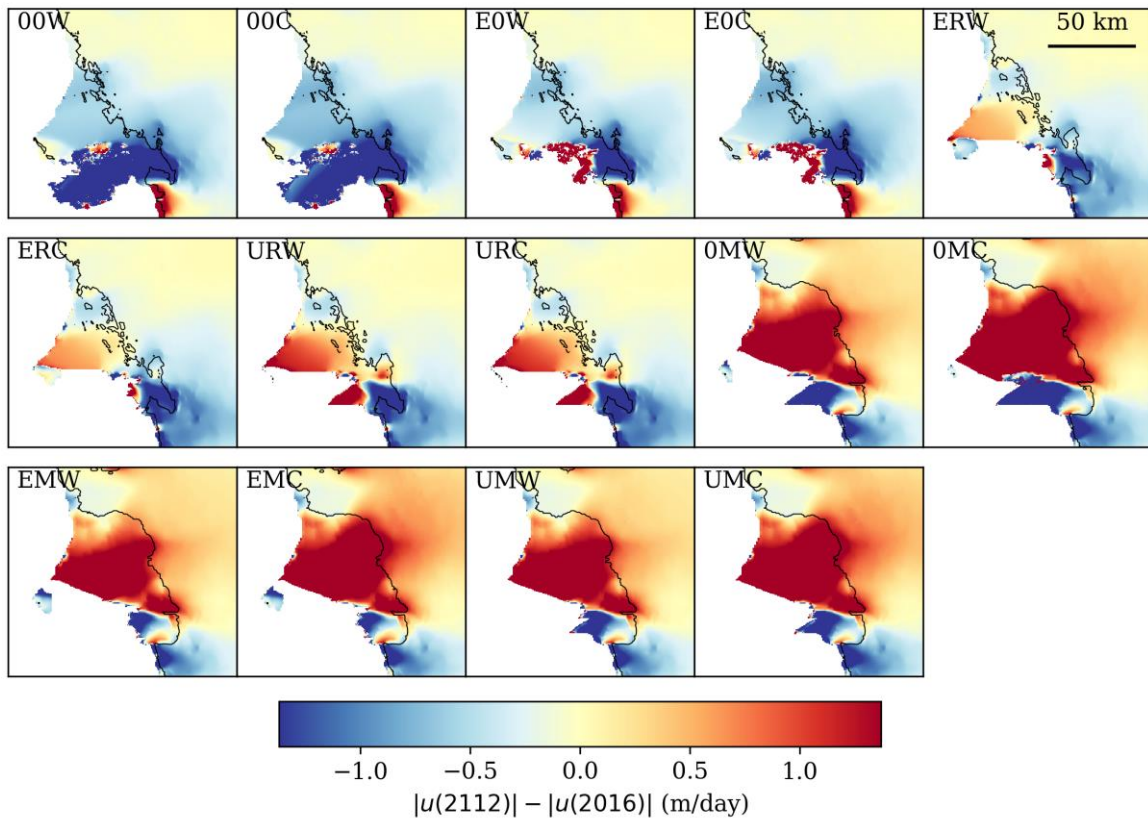 00W
00C
E0W
E0C
ERW
50 km
ERC
URW
URC
0MW
0MC
EMW
EMC
UMW
UMC
−1.0
−0.5
0.0
0.5
1.0
|u(2112)| − |u(2016)| (m/day)